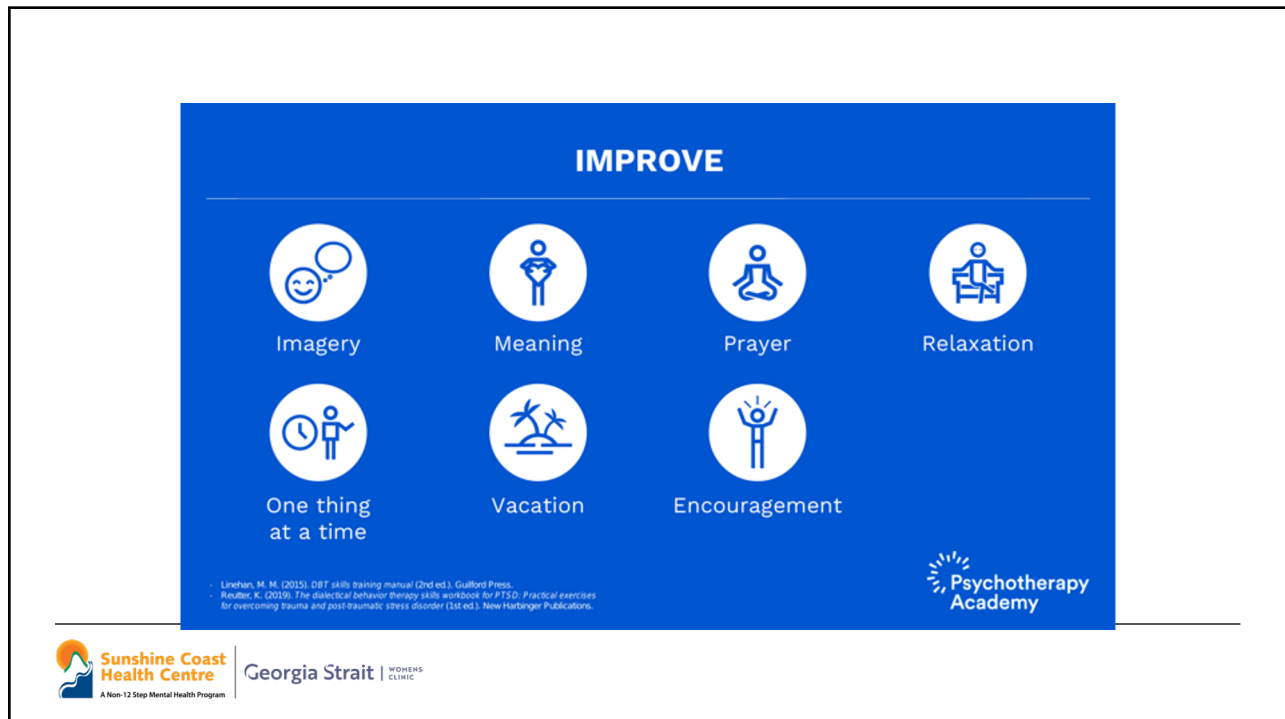 IMPROVE
Imagery
Meaning
Prayer
Relaxation
One thing
at a time
Vacation
Encouragement
- Linehan, M. M. (2015). DBT skills training manual (2nd ed.). Guilford Press.
- Reutter, K. (2019). The dialectical behavior therapy skills workbook for PTSD: Practical exercises
for overcoming trauma and post-traumatic stress disorder (1st ed.). New Harbinger Publications.
Psychotherapy
Academy
Sunshine Coast
Health Centre
A Non-12 Step Mental Health Program
Georgia Strait | WOMENS
CLINIC